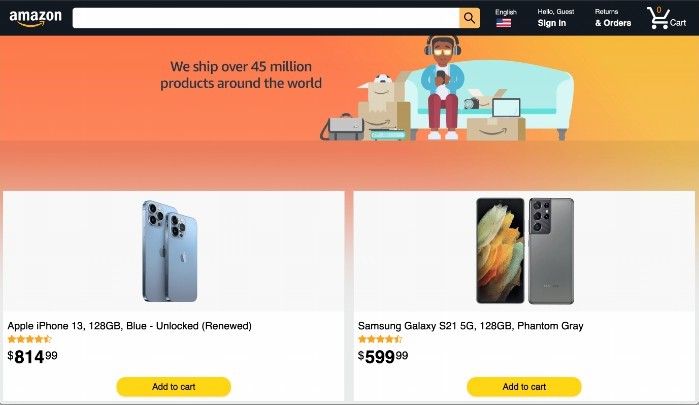 amazon
English
Hello, Guest
Sign In
Returns
& Orders
0
Cart
We ship over 45 million
products around the world
Apple iPhone 13, 128GB, Blue - Unlocked (Renewed)
$814.99
Add to cart
Samsung Galaxy S21 5G, 128GB, Phantom Gray
$599.99
Add to cart